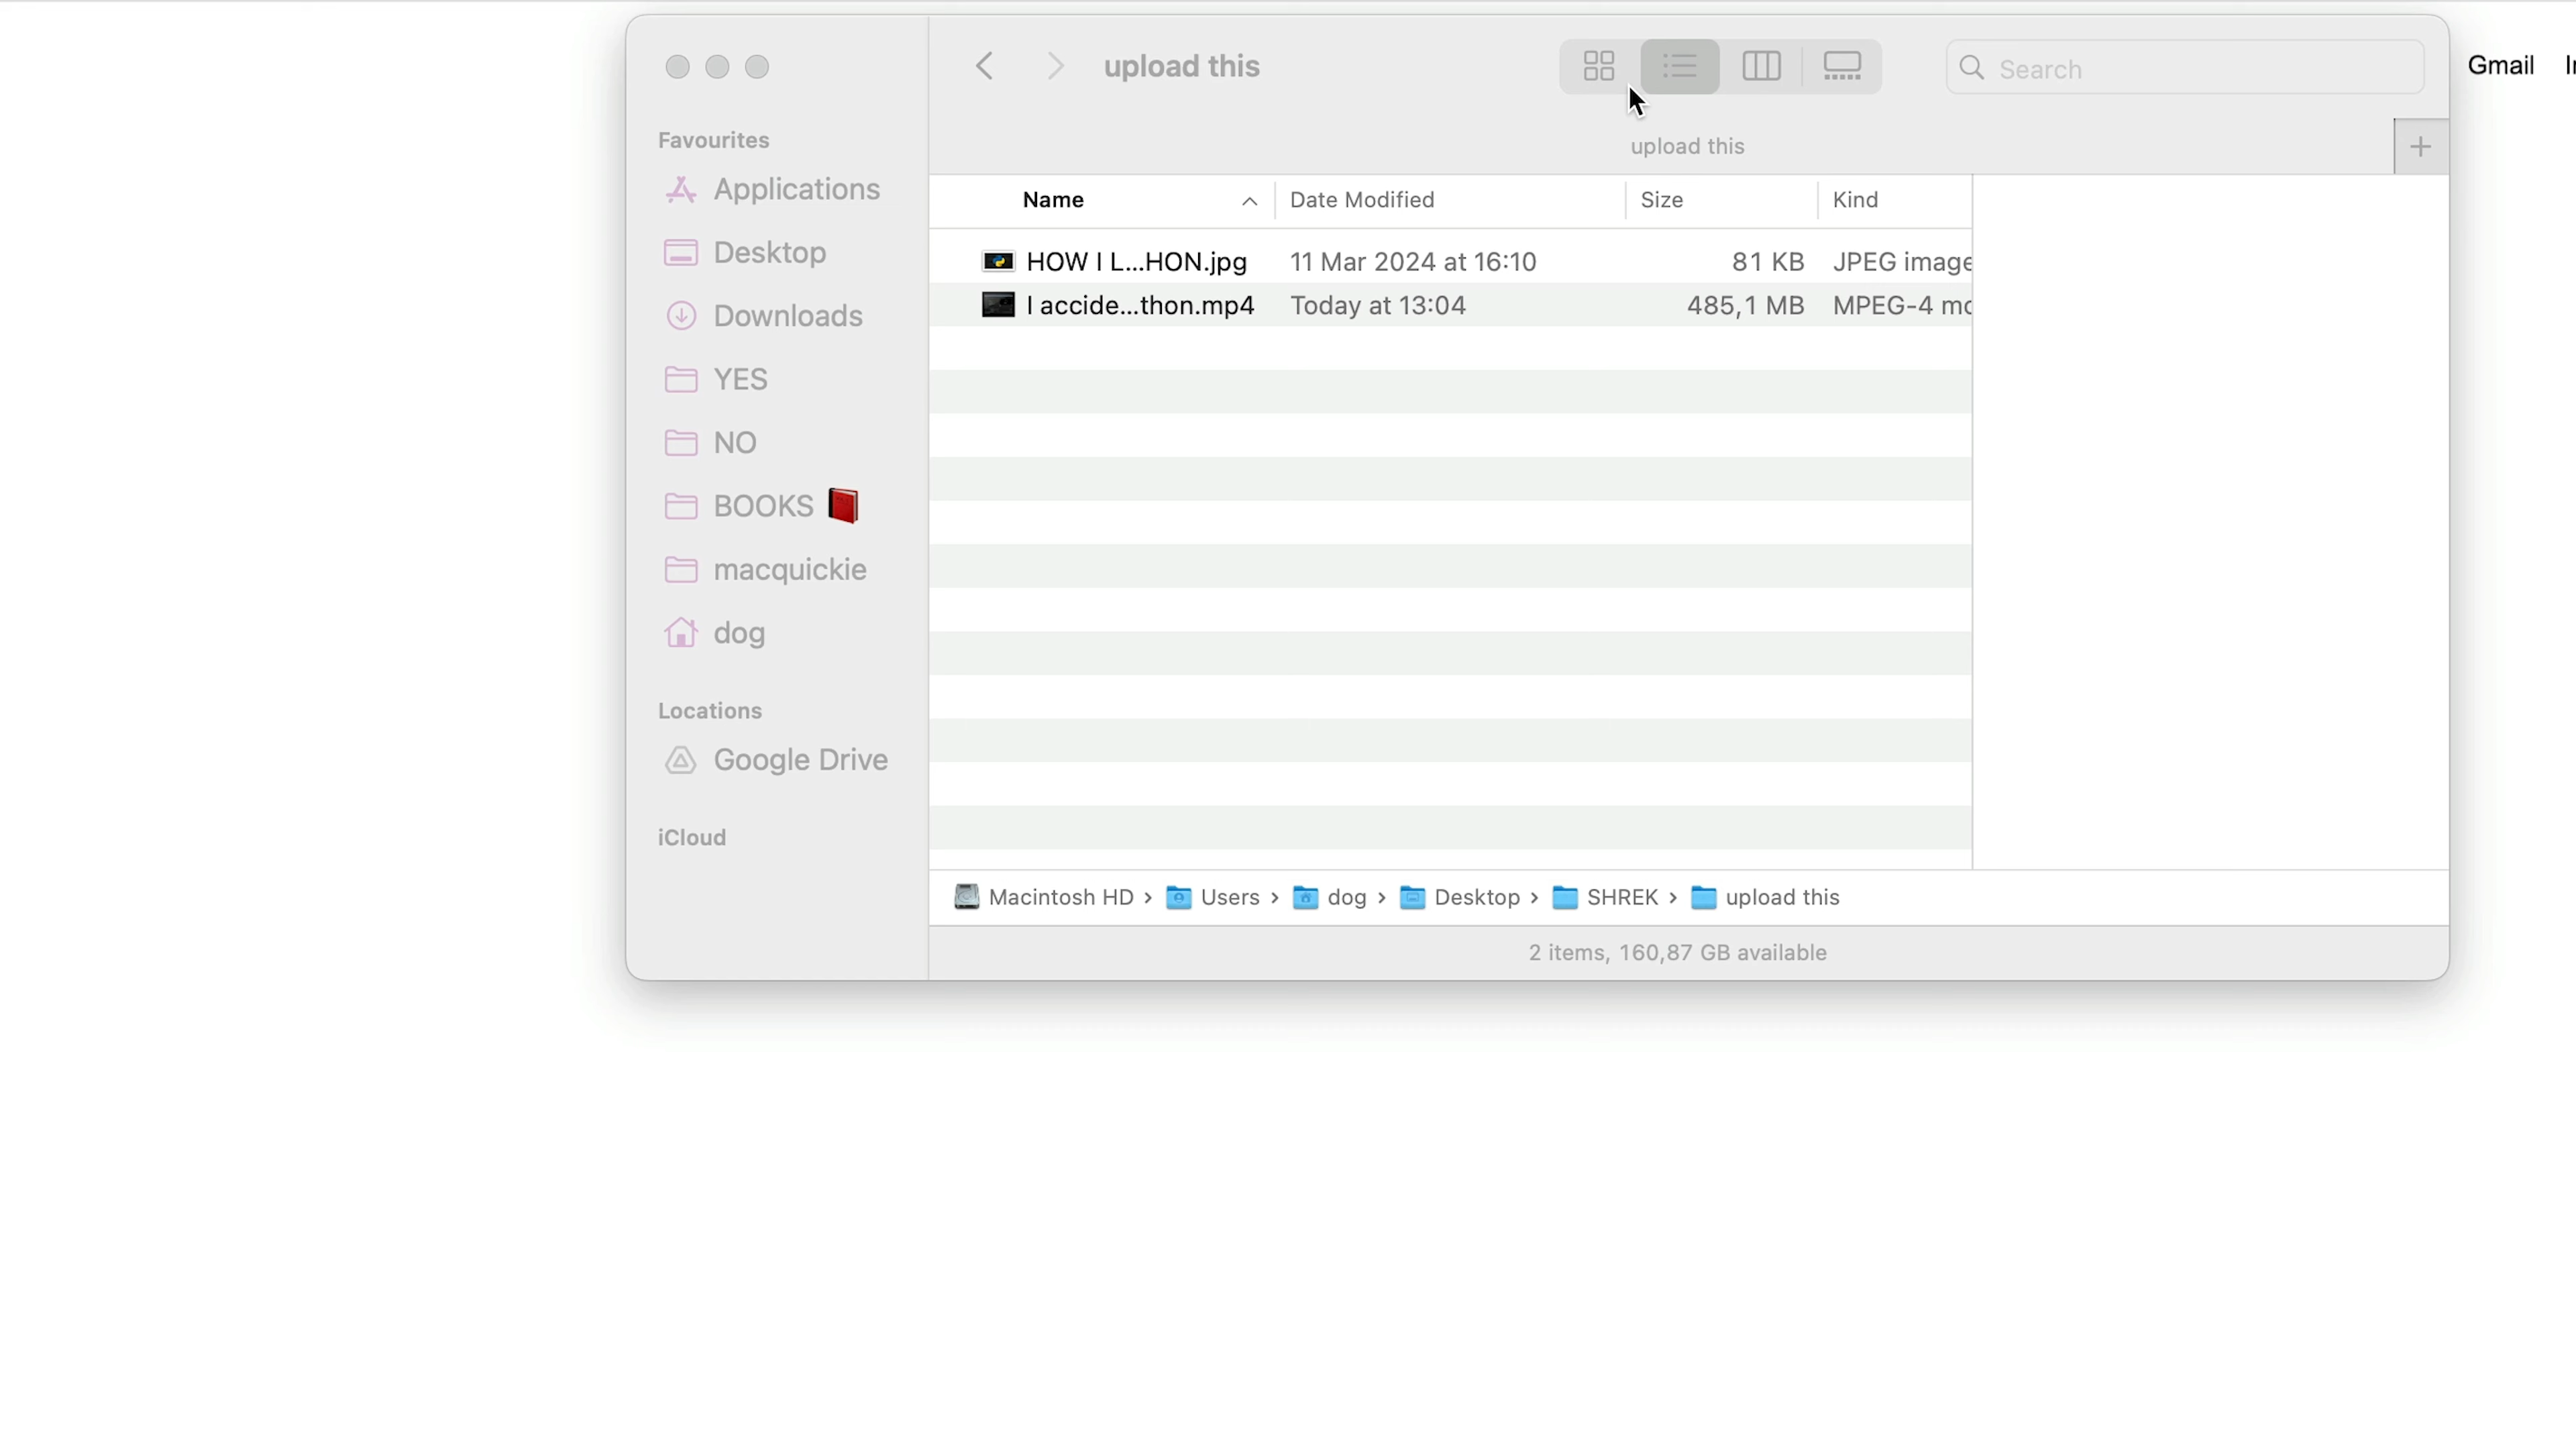 upload this
Search
Gmail
upload this
Favourites
Applications
Desktop
Downloads
YES
NO
BOOKS 📕
macquickie
dog
Locations
Google Drive
iCloud
Name Date Modified Size Kind
HOW I L...HON.jpg 11 Mar 2024 at 16:10 81 KB JPEG image
I accide...thon.mp4 Today at 13:04 485,1 MB MPEG-4
Macintosh HD › Users › dog › Desktop › SHREK › upload this
2 items, 160,87 GB available